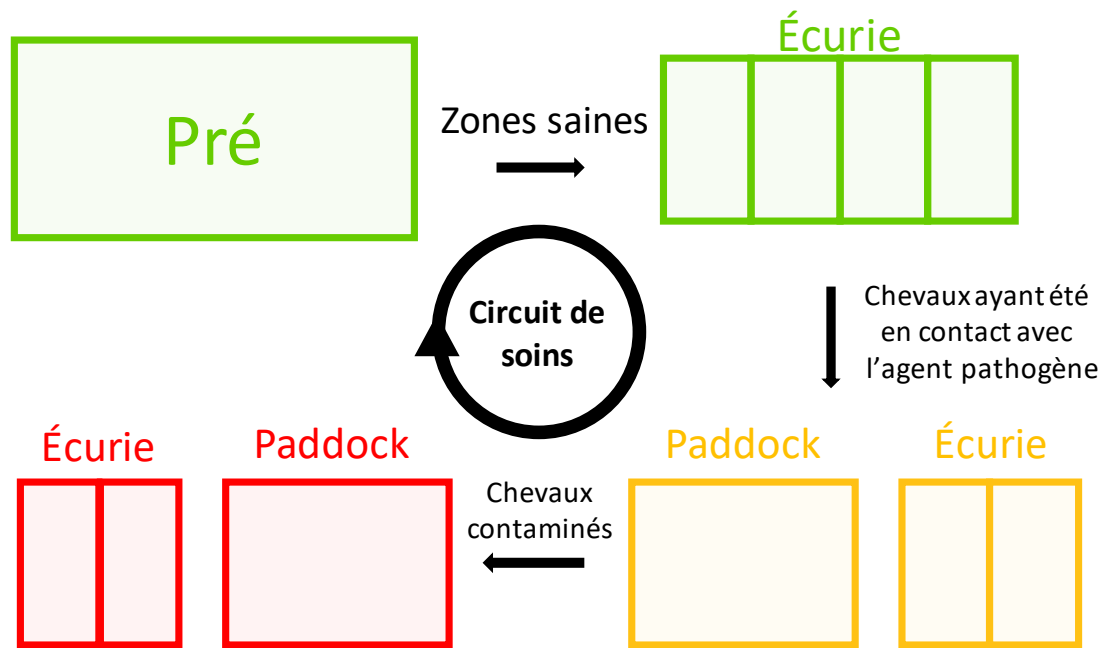 Écurie
Pré
Zones saines
Circuit de
soins
Chevaux ayant été
en contact avec
l'agent pathogène
Écurie
Paddock
Chevaux
contaminés
Paddock
Écurie